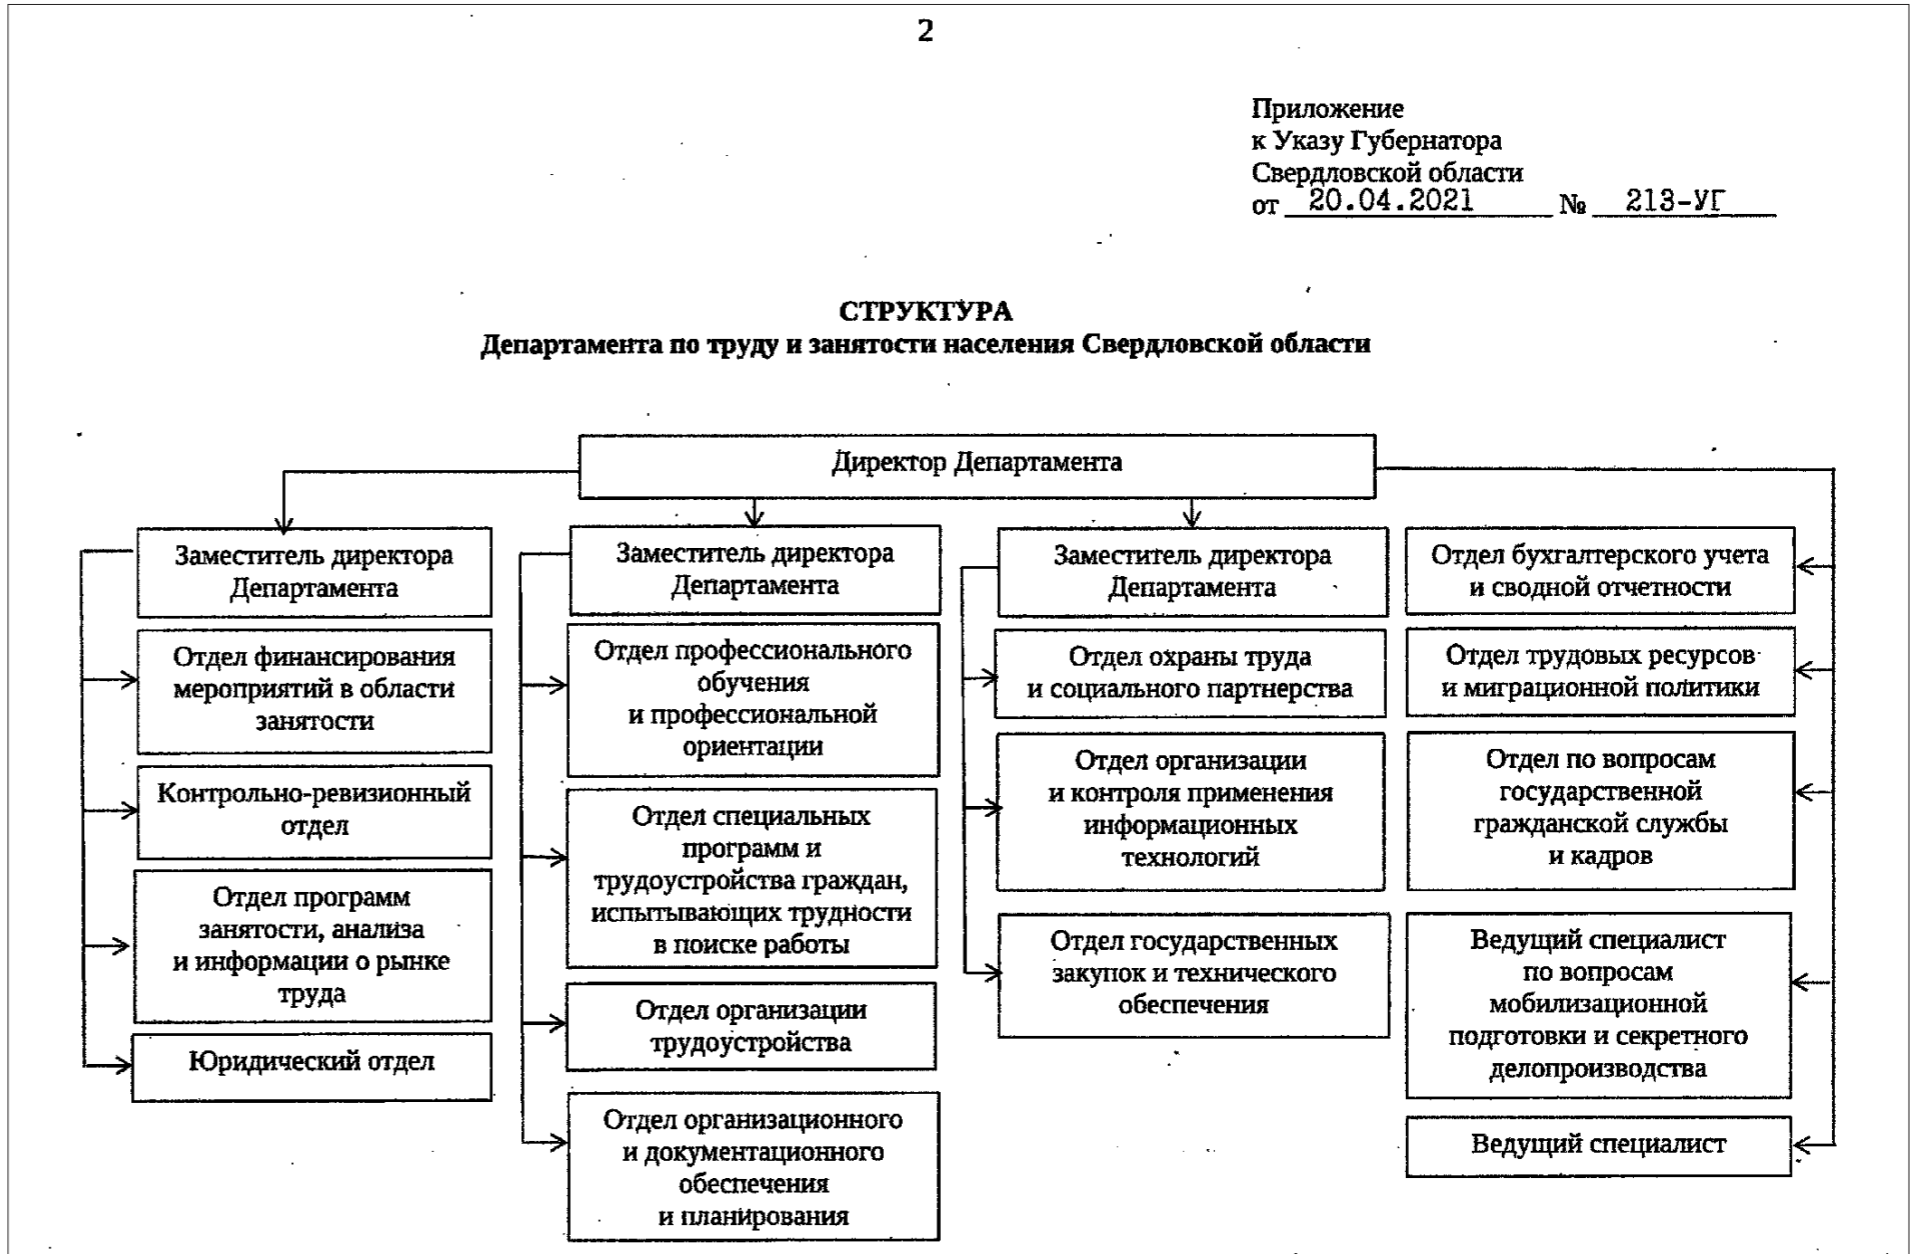 2
Приложение
к Указу Губернатора
Свердловской области
от 20.04.2021 № 213-УГ
СТРУКТУРА
Департамента по труду и занятости населения Свердловской области
Директор Департамента
Заместитель директора
Департамента
Отдел финансирования
мероприятий в области
занятости
Контрольно-ревизионный
отдел
Отдел программ
занятости, анализа
и информации о рынке
труда
Юридический отдел
Заместитель директора
Департамента
Отдел профессионального
обучения
и профессиональной
ориентации
Отдел специальных
программ и
трудоустройства граждан,
испытывающих трудности
в поиске работы
Отдел организации
трудоустройства
Отдел организационного
и документационного
обеспечения
и планирования
Заместитель директора
Департамента
Отдел охраны труда
и социального партнерства
Отдел организации
и контроля применения
информационных
технологий
Отдел государственных
закупок и технического
обеспечения
Отдел бухгалтерского учета
и сводной отчетности
Отдел трудовых ресурсов
и миграционной политики
Отдел по вопросам
государственной
гражданской службы
и кадров
Ведущий специалист
по вопросам
мобилизационной
подготовки и секретного
делопроизводства
Ведущий специалист